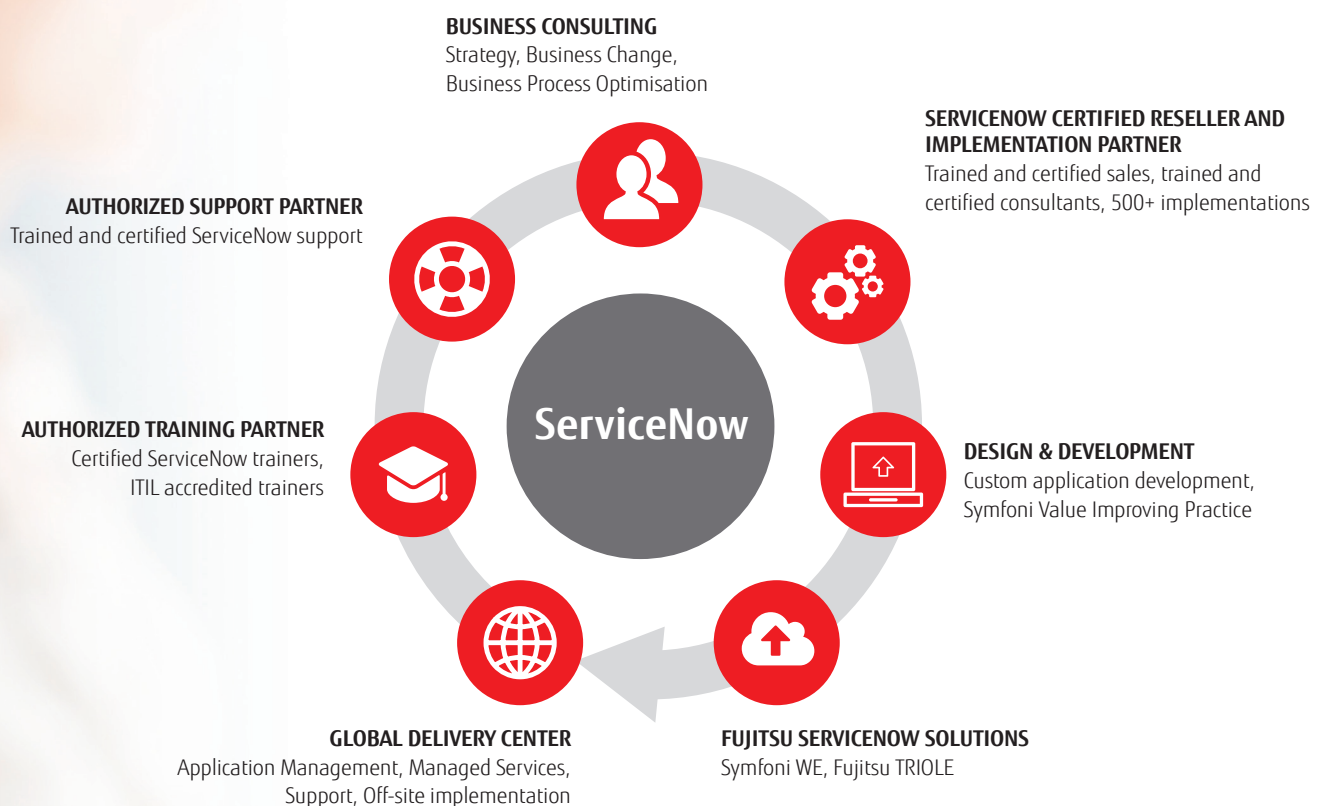 BUSINESS CONSULTING
Strategy, Business Change,
Business Process Optimisation
SERVICENOW CERTIFIED RESELLER AND
IMPLEMENTATION PARTNER
Trained and certified sales, trained and
certified consultants, 500+ implementations
AUTHORIZED SUPPORT PARTNER
Trained and certified ServiceNow support
ServiceNow
AUTHORIZED TRAINING PARTNER
Certified ServiceNow trainers,
ITIL accredited trainers
DESIGN & DEVELOPMENT
Custom application development,
Symfoni Value Improving Practice
GLOBAL DELIVERY CENTER
Application Management, Managed Services,
Support, Off-site implementation
FUJITSU SERVICENOW SOLUTIONS
Symfoni WE, Fujitsu TRIOLE